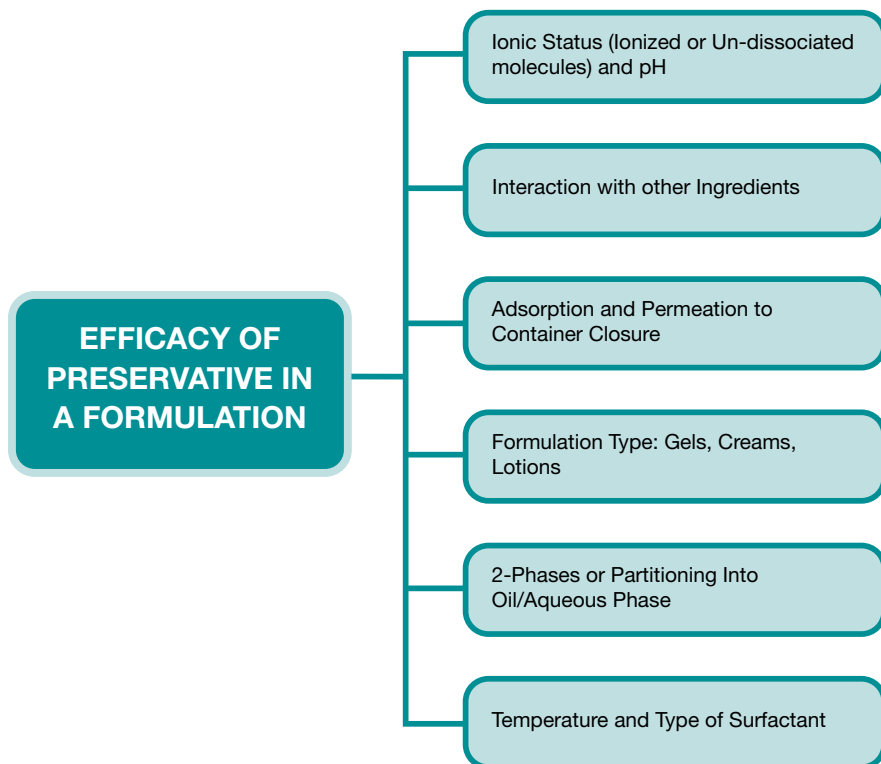 Ionic Status (Ionized or Un-dissociated
molecules) and pH
Interaction with other Ingredients
Adsorption and Permeation to
Container Closure
EFFICACY OF
PRESERVATIVE IN
A FORMULATION
Formulation Type: Gels, Creams,
Lotions
2-Phases or Partitioning Into
Oil/Aqueous Phase
Temperature and Type of Surfactant